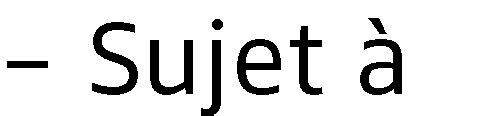 – Sujet à